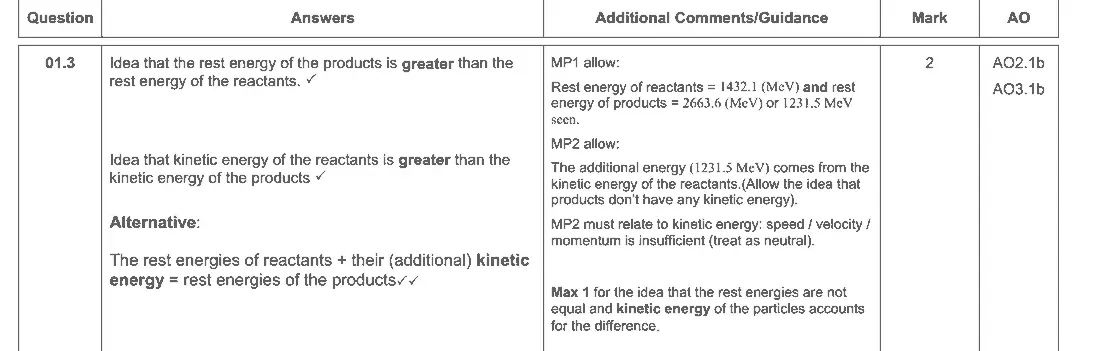 Question Answers Additional Comments/Guidance Mark AO
01.3 Idea that the rest energy of the products is greater than the
rest energy of the reactants. ✓
Idea that kinetic energy of the reactants is greater than the
kinetic energy of the products ✓
Alternative:
The rest energies of reactants + their (additional) kinetic
energy = rest energies of the products✓✓
MP1 allow:
Rest energy of reactants = 1432.1 (MeV) and rest
energy of products = 2663.6 (MeV) or 1231.5 MeV
seen.
MP2 allow:
The additional energy (1231.5 MeV) comes from the
kinetic energy of the reactants.(Allow the idea that
products don't have any kinetic energy).
MP2 must relate to kinetic energy: speed / velocity /
momentum is insufficient (treat as neutral).
Max 1 for the idea that the rest energies are not
equal and kinetic energy of the particles accounts
for the difference.
2
AO2.1b
AO3.1b